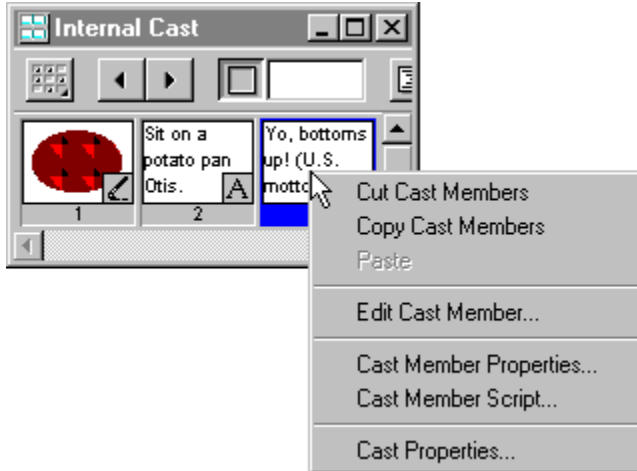 Internal Cast
Sit on a
potato pan
Otis.
A
Yo, bottoms
up! (U.S.
1
2
Cut Cast Members
Copy Cast Members
Paste
Edit Cast Member...
Cast Member Properties...
Cast Member Script...
Cast Properties...